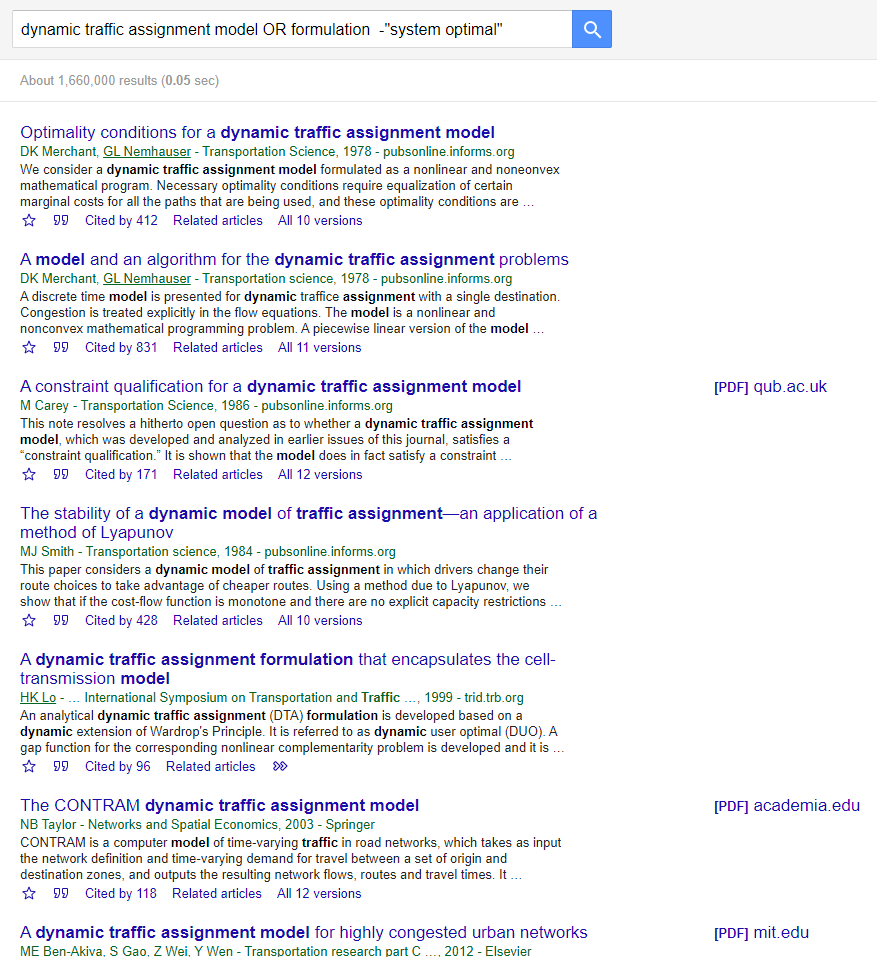 dynamic traffic assignment model OR formulation -"system optimal"
About 1,660,000 results (0.05 sec)
Optimality conditions for a dynamic traffic assignment model
DK Merchant, GL Nemhauser - Transportation Science, 1978 - pubsonline.informs.org
We consider a dynamic traffic assignment model formulated as a nonlinear and noneonvex
mathematical program. Necessary optimality conditions require equalization of certain
marginal costs for all the paths that are being used, and these optimality conditions are …
Cited by 412 Related articles All 10 versions
A model and an algorithm for the dynamic traffic assignment problems
DK Merchant, GL Nemhauser - Transportation science, 1978 - pubsonline.informs.org
A discrete time model is presented for dynamic traffice assignment with a single destination.
Congestion is treated explicitly in the flow equations. The model is a nonlinear and
nonconvex mathematical programming problem. A piecewise linear version of the model …
Cited by 831 Related articles All 11 versions
A constraint qualification for a dynamic traffic assignment model
[PDF] qub.ac.uk
M Carey - Transportation Science, 1986 - pubsonline.informs.org
This note resolves a hitherto open question as to whether a dynamic traffic assignment
model, which was developed and analyzed in earlier issues of this journal, satisfies a
“constraint qualification.” It is shown that the model does in fact satisfy a constraint …
Cited by 171 Related articles All 12 versions
The stability of a dynamic model of traffic assignment—an application of a
method of Lyapunov
MJ Smith - Transportation science, 1984 - pubsonline.informs.org
This paper considers a dynamic model of traffic assignment in which drivers change their
route choices to take advantage of cheaper routes. Using a method due to Lyapunov, we
show that if the cost-flow function is monotone and there are no explicit capacity restrictions …
Cited by 428 Related articles All 10 versions
A dynamic traffic assignment formulation that encapsulates the cell-
transmission model
HK Lo - … International Symposium on Transportation and Traffic …, 1999 - trid.trb.org
An analytical dynamic traffic assignment (DTA) formulation is developed based on a
dynamic extension of Wardrop's Principle. It is referred to as dynamic user optimal (DUO). A
gap function for the corresponding nonlinear complementarity problem is developed and it is …
Cited by 96 Related articles
The CONTRAM dynamic traffic assignment model
[PDF] academia.edu
NB Taylor - Networks and Spatial Economics, 2003 - Springer
CONTRAM is a computer model of time-varying traffic in road networks, which takes as input
the network definition and time-varying demand for travel between a set of origin and
destination zones, and outputs the resulting network flows, routes and travel times. It …
Cited by 118 Related articles All 12 versions
A dynamic traffic assignment model for highly congested urban networks
[PDF] mit.edu
ME Ben-Akiva, S Gao, Z Wei, Y Wen - Transportation research part C …, 2012 - Elsevier